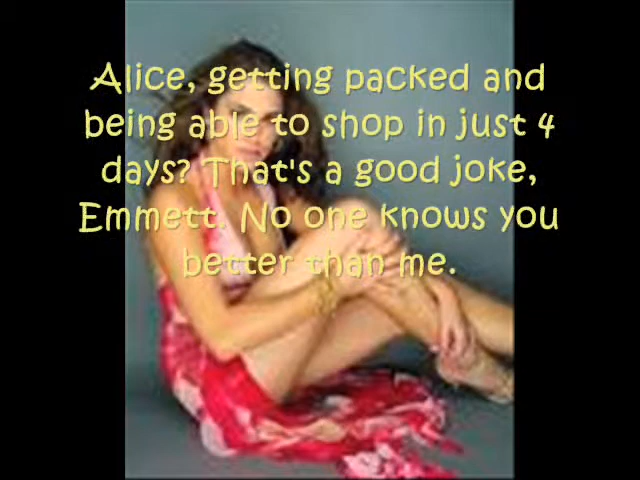 Alice, getting packed and
being able to shop in just 4
days? That's a good joke,
Emmett. No one knows you
better than me.